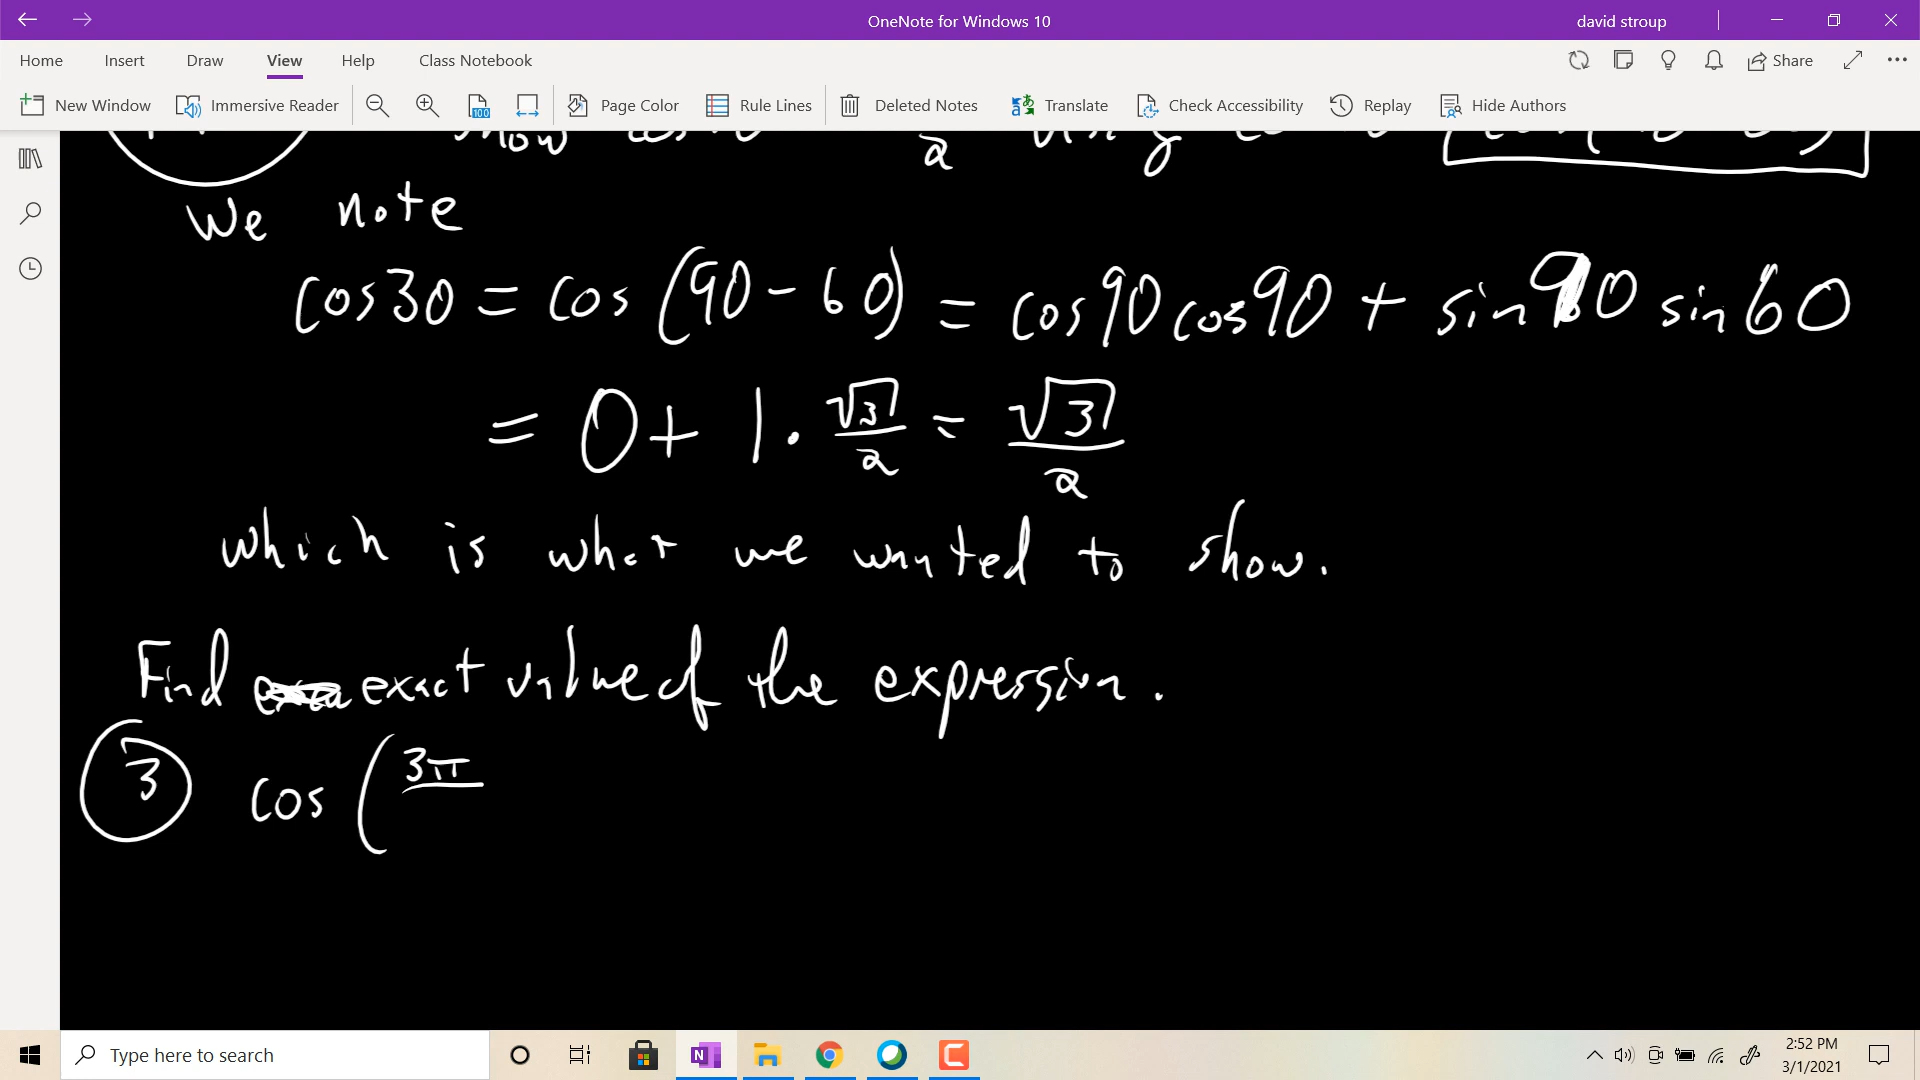 OneNote for Windows 10
david stroup
Home Insert Draw View Help Class Notebook Share
New Window Immersive Reader 100 Page Color Rule Lines Deleted Notes Translate Check Accessibility Replay Hide Authors
show 2
We note
cos30 = cos (90 - 60) = cos90 cos90 + sin90 sin60
= 0 + 1 · √3/2 = √3/2
which is what we wanted to show.
Find exact value of the expression.
3 cos (3π
Type here to search
2:52 PM
3/1/2021